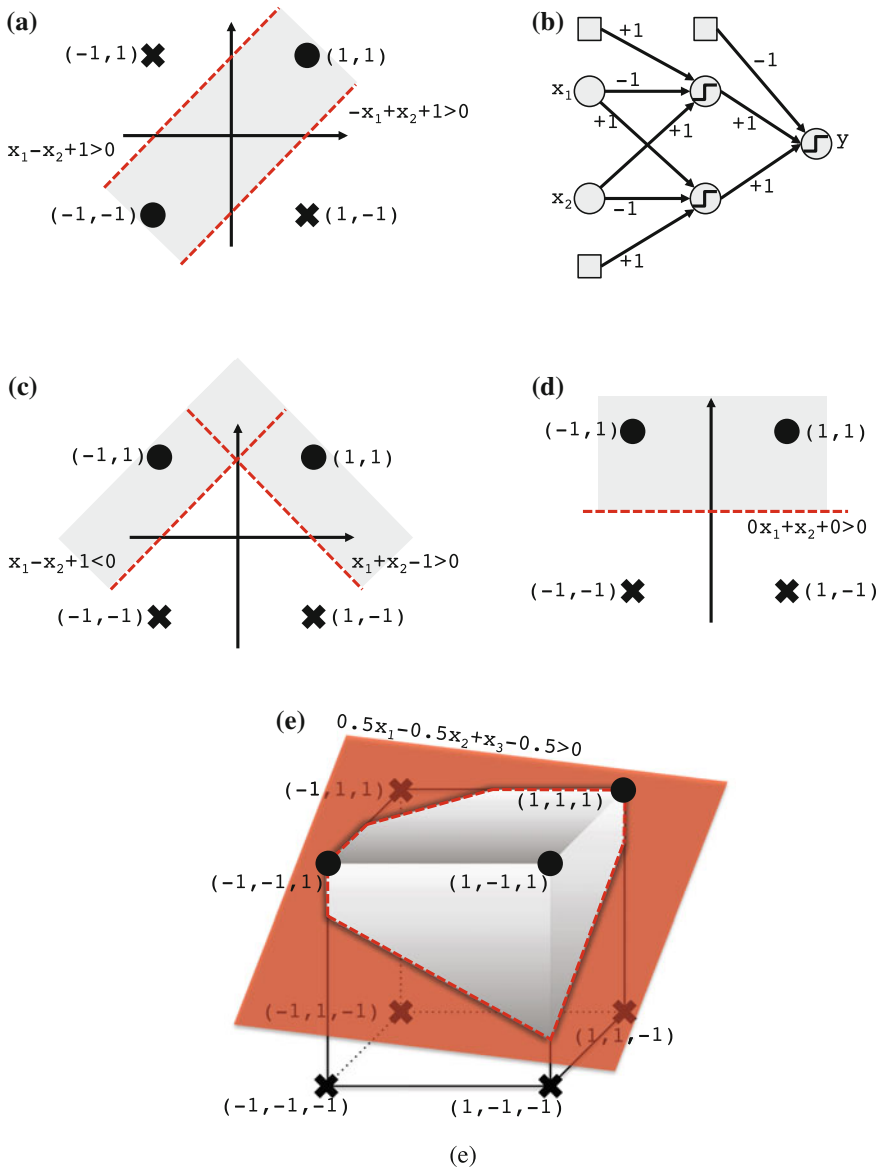 (a)
(-1,1)
(1,1)
-x1+x2+1>0
x1-x2+1>0
(-1,-1)
(1,-1)
(b)
+1
-1
x1
-1
+1
+1
+1
y
x2
-1
+1
+1
(c)
(-1,1)
(1,1)
x1-x2+1<0
x1+x2-1>0
(-1,-1)
(1,-1)
(d)
(-1,1)
(1,1)
0x1+x2+0>0
(-1,-1)
(1,-1)
(e)
0.5x1-0.5x2+x3-0.5>0
(-1,1,1)
(1,1,1)
(-1,-1,1)
(1,-1,1)
(-1,1,-1)
(1,1,-1)
(-1,-1,-1)
(1,-1,-1)
(e)